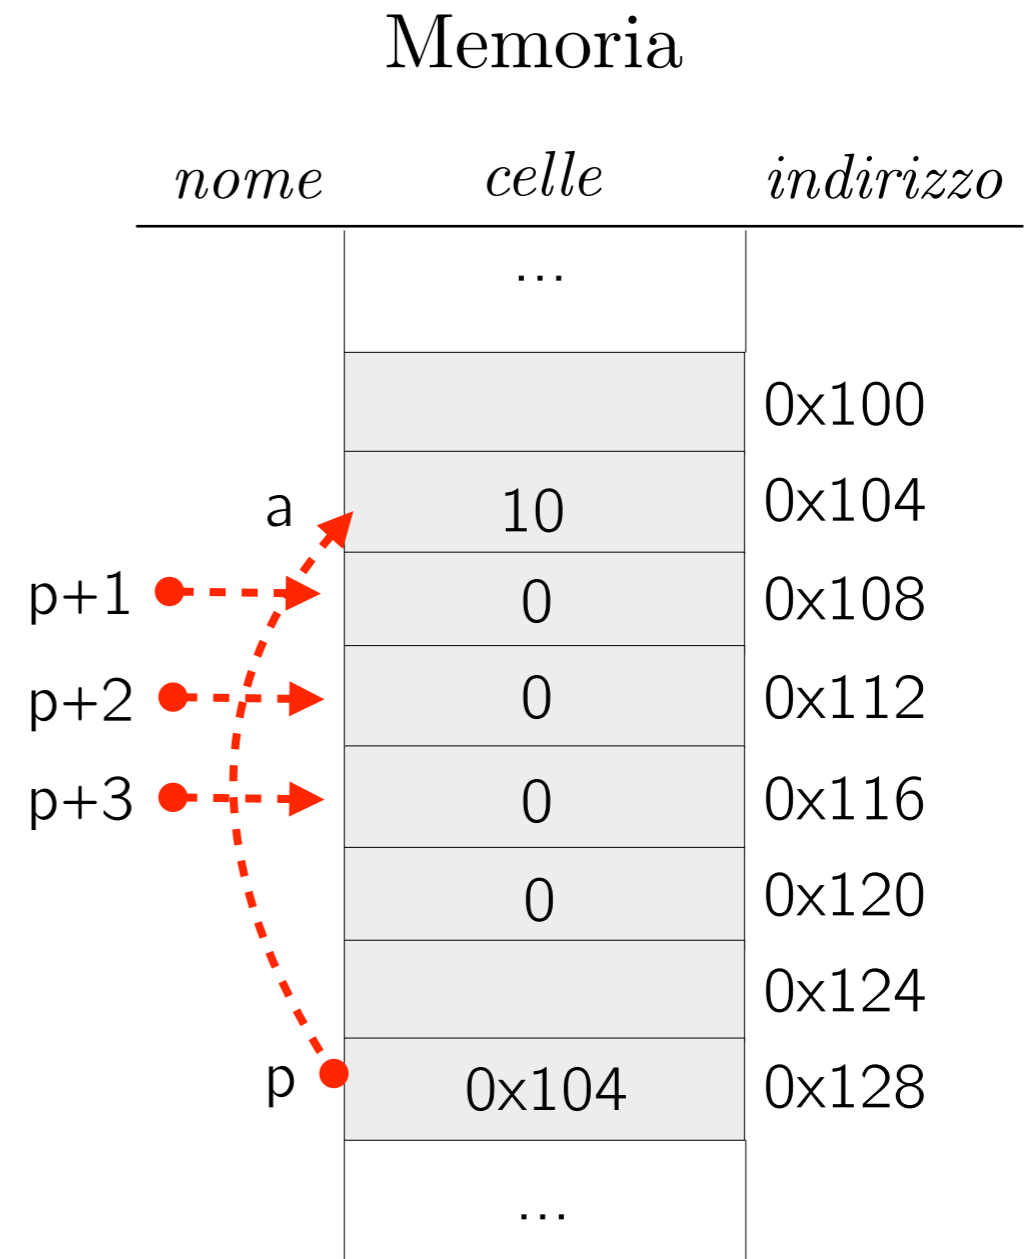 Memoria
nome celle indirizzo
...
0x100
a 10 0x104
p+1 0 0x108
p+2 0 0x112
p+3 0 0x116
0 0x120
0x124
p 0x104 0x128
...